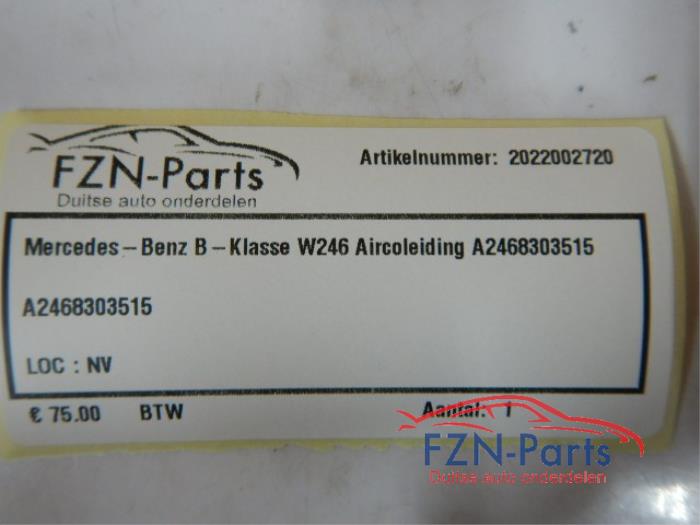 FZN-Parts
Duitse auto onderdelen
Artikelnummer: 2022002720
Mercedes-Benz B-Klasse W246 Aircoleiding A2468303515
A2468303515
LOC : NV
€ 75.00 BTW Aantal: 1
FZN-Parts
Duitse auto onderdelen